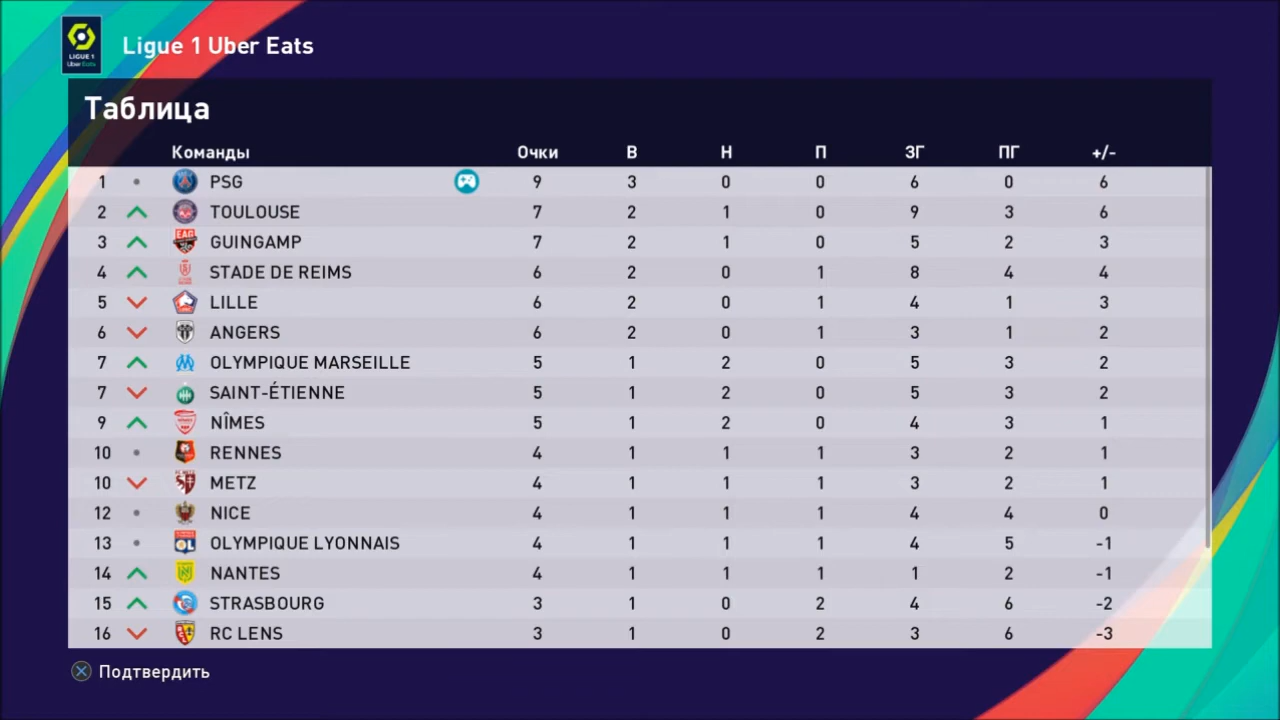 LIGUE 1
Uber Eats
Ligue 1 Uber Eats
Таблица
Команды Очки В Н П ЗГ ПГ +/-
1 PSG 9 3 0 0 6 0 6
2 TOULOUSE 7 2 1 0 9 3 6
3 GUINGAMP 7 2 1 0 5 2 3
4 STADE DE REIMS 6 2 0 1 8 4 4
5 LILLE 6 2 0 1 4 1 3
6 ANGERS 6 2 0 1 3 1 2
7 OLYMPIQUE MARSEILLE 5 1 2 0 5 3 2
7 SAINT-ÉTIENNE 5 1 2 0 5 3 2
9 NÎMES 5 1 2 0 4 3 1
10 RENNES 4 1 1 1 3 2 1
10 METZ 4 1 1 1 3 2 1
12 NICE 4 1 1 1 4 4 0
13 OLYMPIQUE LYONNAIS 4 1 1 1 4 5 -1
14 NANTES 4 1 1 1 1 2 -1
15 STRASBOURG 3 1 0 2 4 6 -2
16 RC LENS 3 1 0 2 3 6 -3
Подтвердить